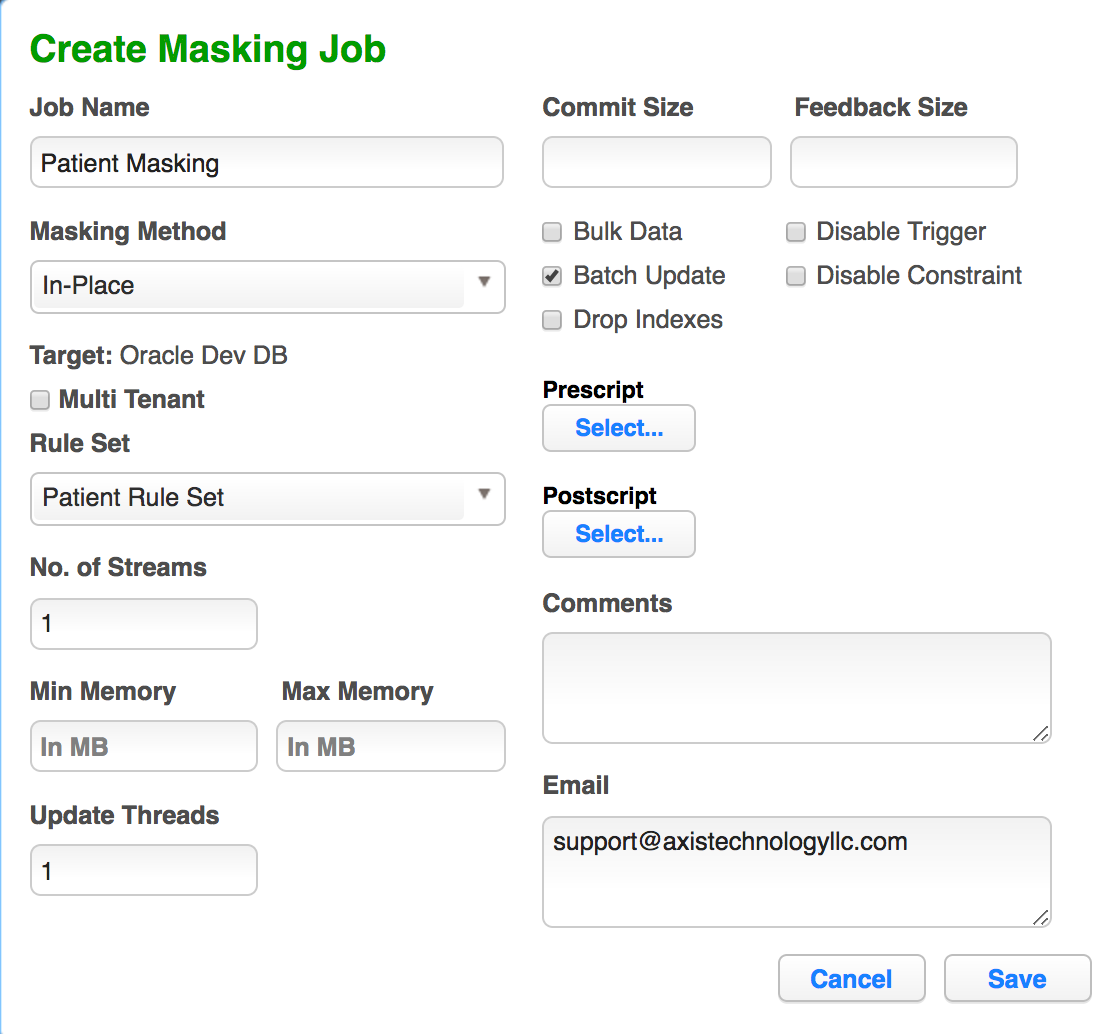 Create Masking Job
Job Name
Patient Masking
Masking Method
In-Place
Target: Oracle Dev DB
Multi Tenant
Rule Set
Patient Rule Set
No. of Streams
1
Min Memory
Max Memory
In MB
In MB
Update Threads
1
Commit Size
Feedback Size
Bulk Data
Disable Trigger
Batch Update
Disable Constraint
Drop Indexes
Prescript
Select...
Postscript
Select...
Comments
Email
support@axistechnologyllc.com
Cancel
Save